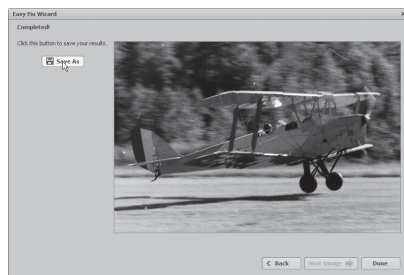 Easy Fix Wizard
Completed!
Click this button to save your results.
Save As
< Back
Next Image
Done